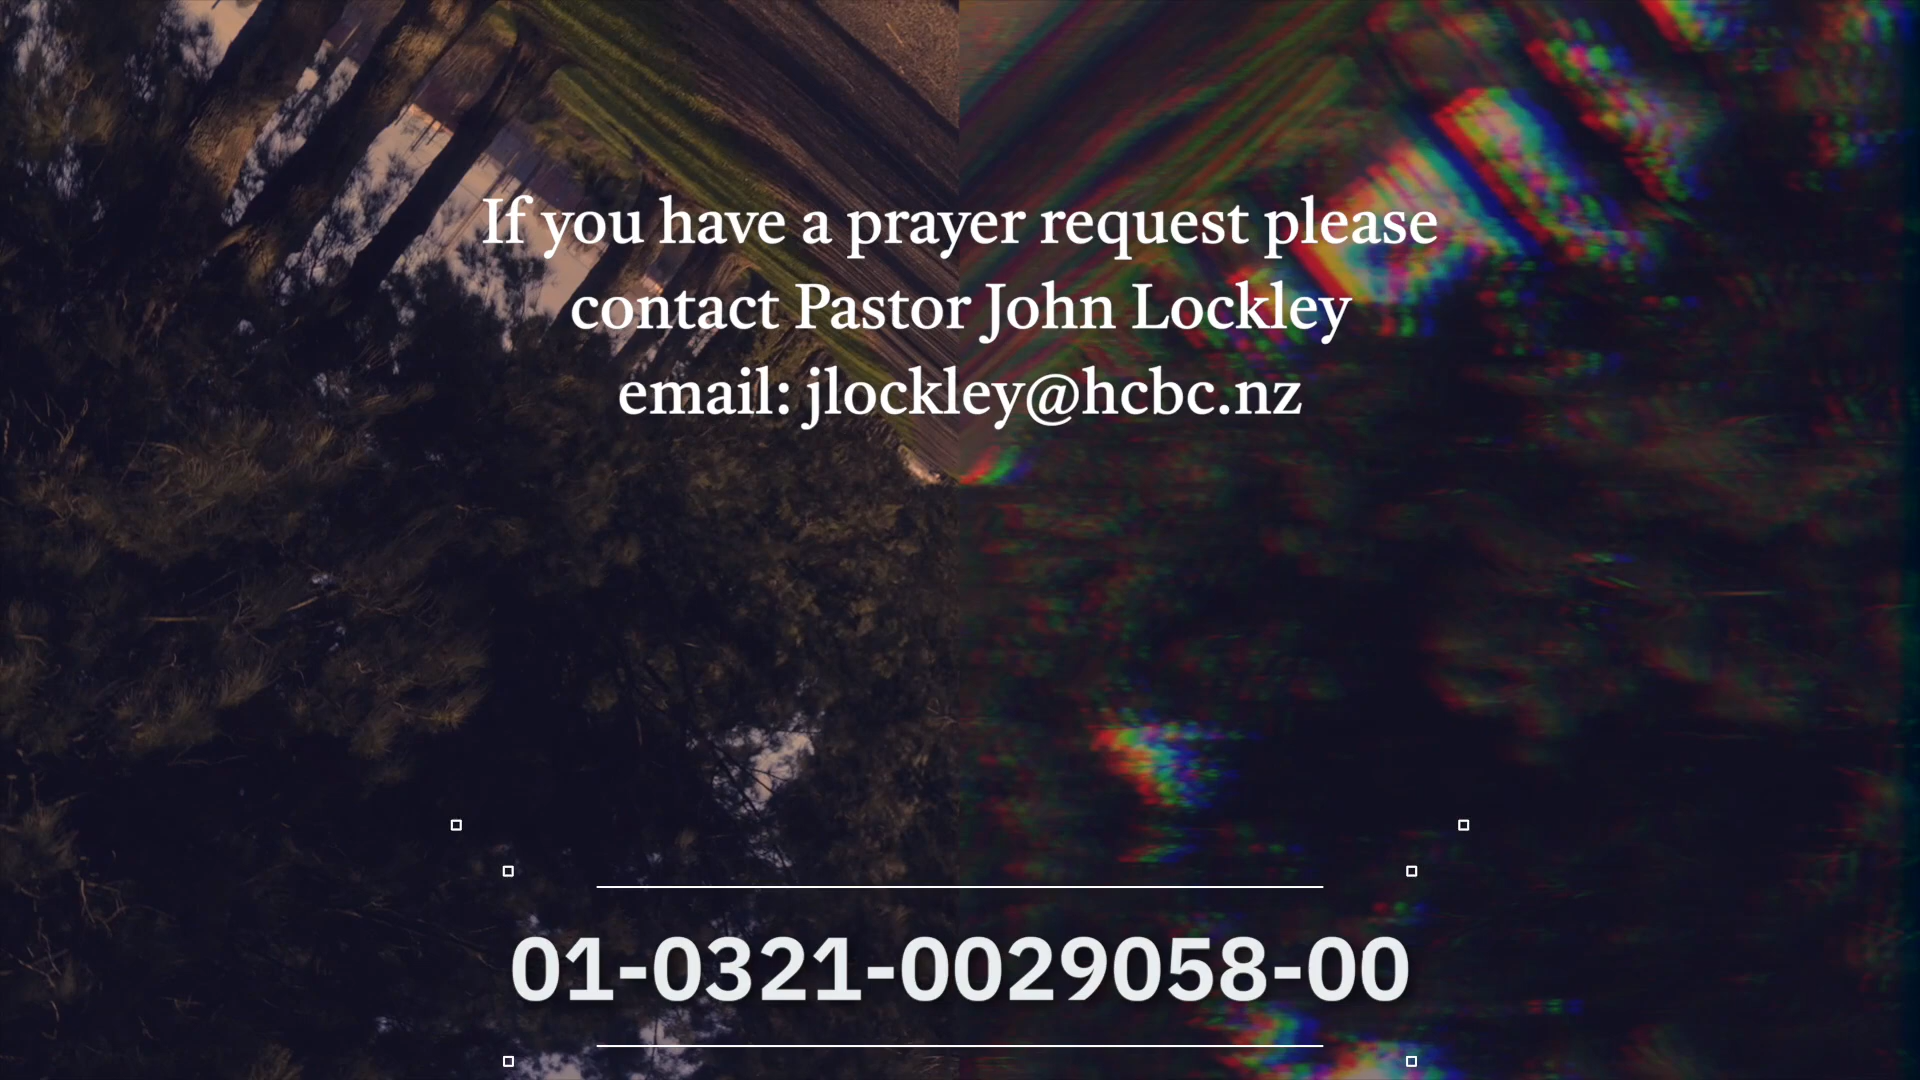 If you have a prayer request please
contact Pastor John Lockley
email: jlockley@hcbc.nz
01-0321-0029058-00